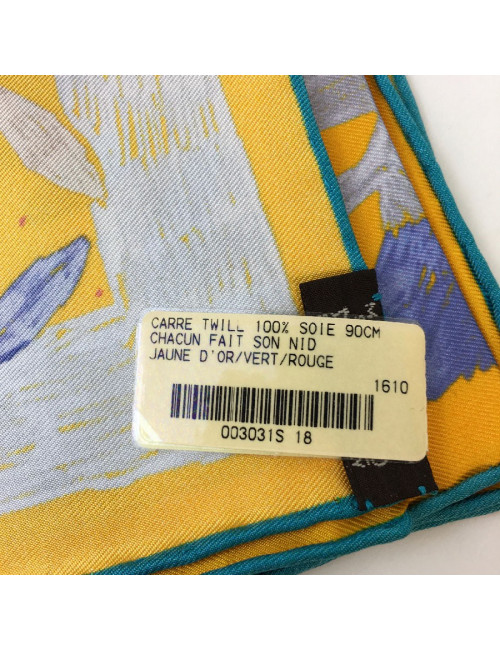 CARRE TWILL 100% SOIE 90CM
CHACUN FAIT SON NID
JAUNE D'OR/VERT/ROUGE
1610
003031S 18